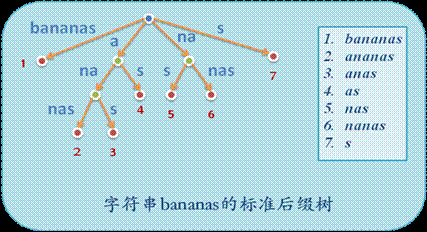 bananas
a
na
s
1
na
s
s
nas
7
nas
s
4
5
6
2
3
1. bananas
2. ananas
3. anas
4. as
5. nas
6. nanas
7. s
字符串bananas的标准后缀树